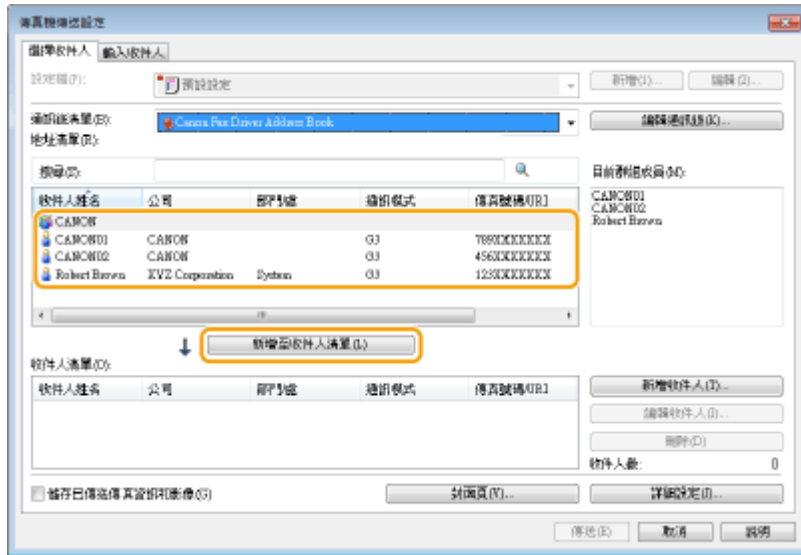 傳真機傳送設定
選擇收件人 輸入收件人
設定檔(F): 預設設定 新增(1)... 編輯(2)...
通訊錄清單(B): Canon Fax Driver Address Book 編輯通訊錄(K)...
地址清單(R):
搜尋(S): 目前群組成員(M):
收件人姓名 公司 部門/處 通訊模式 傳真號碼/URI
CANON
CANON01 CANON G3 789XXXXXXX
CANON02 CANON G3 456XXXXXXX
Robert Brown XYZ Corporation System G3 123XXXXXXX
CANON01
CANON02
Robert Brown
新增至收件人清單(L)
收件人清單(O):
收件人姓名 公司 部門/處 通訊模式 傳真號碼/URI
新增收件人(T)...
編輯收件人(I)...
刪除(D)
收件人數: 0
儲存已傳送傳真資訊和影像(G) 封面頁(V)... 詳細設定(J)...
傳送(E) 取消 說明